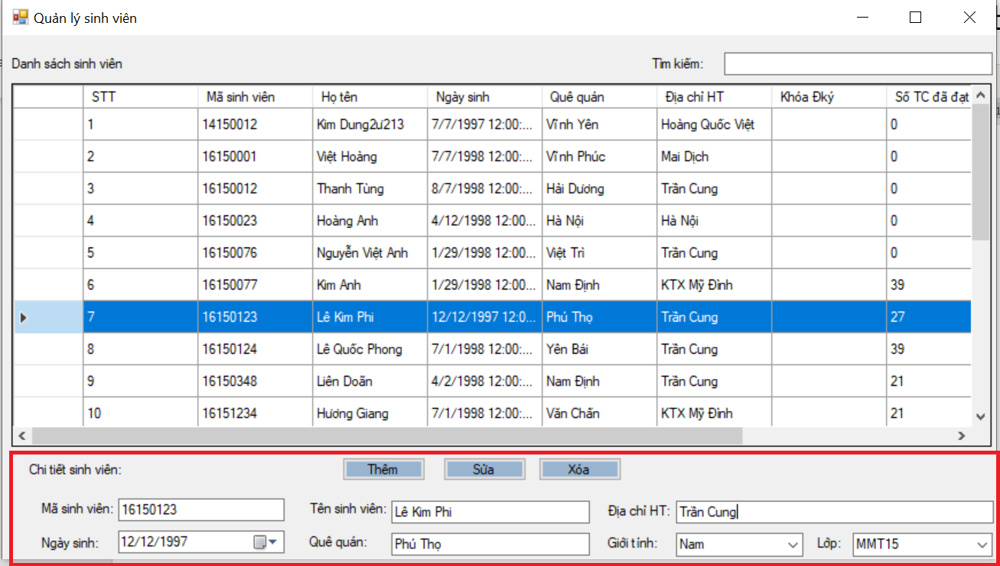 Quản lý sinh viên
Danh sách sinh viên Tìm kiếm:
STT Mã sinh viên Họ tên Ngày sinh Quê quán Địa chỉ HT Khóa Đký Số TC đã đạt
1 14150012 Kim Dung2ư213 7/7/1997 12:00:... Vĩnh Yên Hoàng Quốc Việt 0
2 16150001 Việt Hoàng 7/7/1998 12:00:... Vĩnh Phúc Mai Dịch 0
3 16150012 Thanh Tùng 8/7/1998 12:00:... Hải Dương Trần Cung 0
4 16150023 Hoàng Anh 4/12/1998 12:00... Hà Nội Hà Nội 0
5 16150076 Nguyễn Việt Anh 1/29/1998 12:00... Việt Trì Trần Cung 0
6 16150077 Kim Anh 1/29/1998 12:00... Nam Định KTX Mỹ Đình 39
7 16150123 Lê Kim Phi 12/12/1997 12:0... Phú Thọ Trần Cung 27
8 16150124 Lê Quốc Phong 7/1/1998 12:00:... Yên Bái Trần Cung 39
9 16150348 Liên Doãn 4/2/1998 12:00:... Nam Định Trần Cung 21
10 16151234 Hương Giang 7/1/1998 12:00:... Văn Chấn KTX Mỹ Đình 21
Chi tiết sinh viên: Thêm Sửa Xóa
Mã sinh viên: 16150123 Tên sinh viên: Lê Kim Phi Địa chỉ HT: Trần Cung
Ngày sinh: 12/12/1997 Quê quán: Phú Thọ Giới tính: Nam Lớp: MMT15